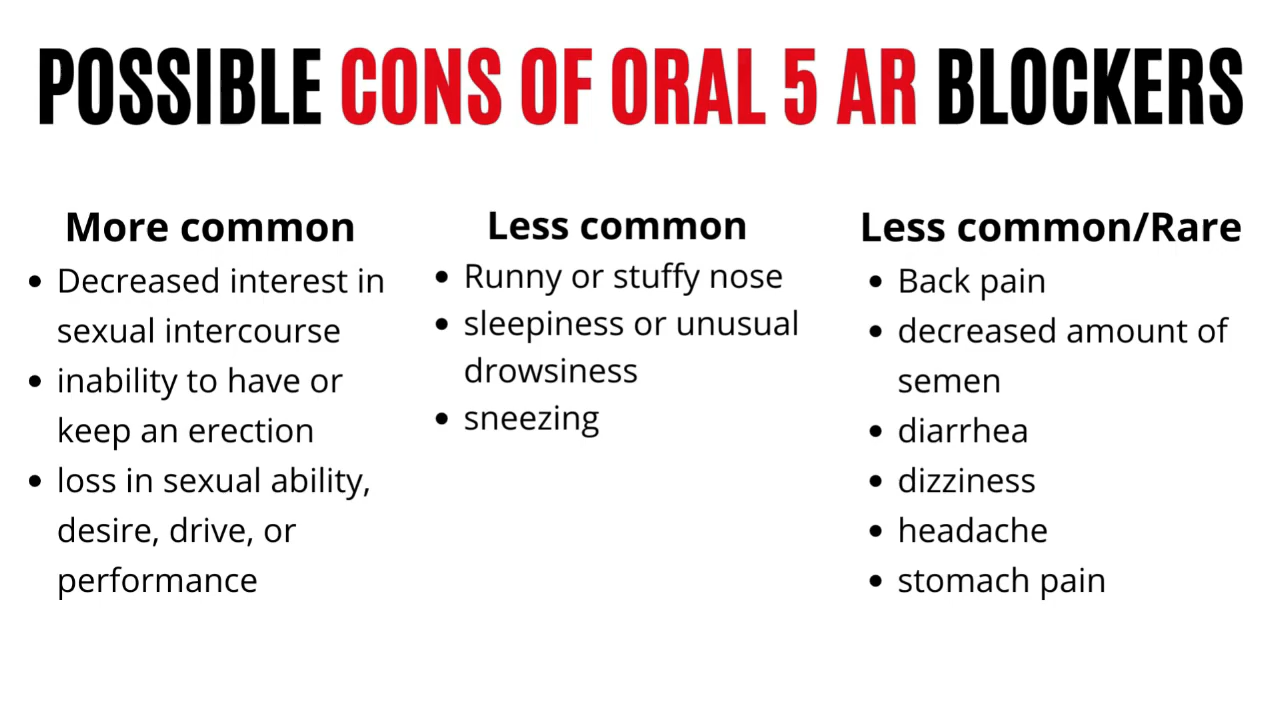 POSSIBLE CONS OF ORAL 5 AR BLOCKERS
More common
• Decreased interest in
sexual intercourse
• inability to have or
keep an erection
• loss in sexual ability,
desire, drive, or
performance
Less common
• Runny or stuffy nose
• sleepiness or unusual
drowsiness
• sneezing
Less common/Rare
• Back pain
• decreased amount of
semen
• diarrhea
• dizziness
• headache
• stomach pain